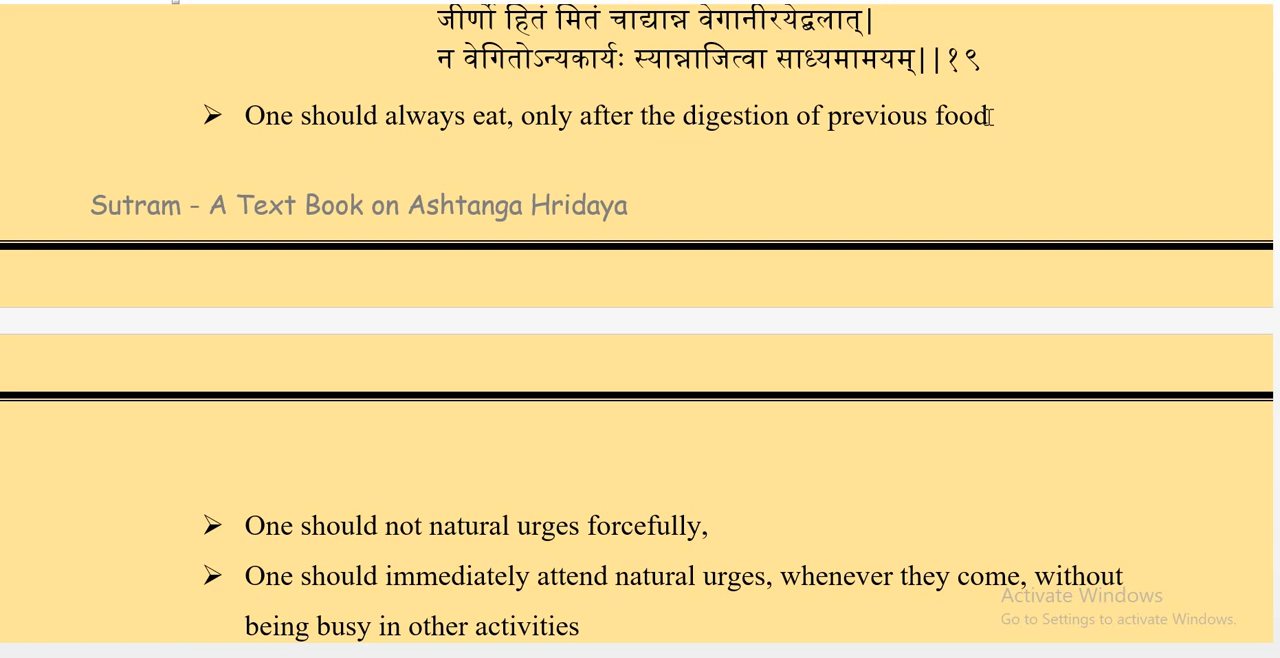 जीर्णे हितं मितं चाद्यान्न वेगानीरयेद्बलात्|
न वेगितोऽन्यकार्यः स्यान्नाजित्वा साध्यमामयम्||१९
➢ One should always eat, only after the digestion of previous food
Sutram - A Text Book on Ashtanga Hridaya
➢ One should not natural urges forcefully,
➢ One should immediately attend natural urges, whenever they come, without
being busy in other activities
Activate Windows
Go to Settings to activate Windows.